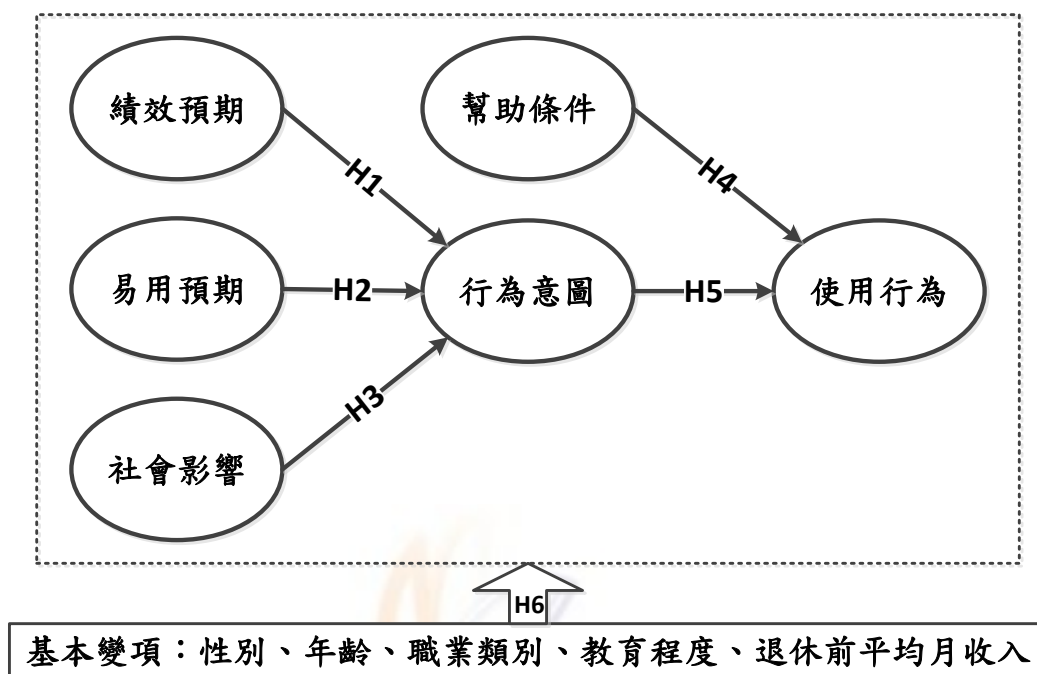 績效預期
幫助條件
H1
H4
易用預期
H2
行為意圖
H5
使用行為
H3
社會影響
H6
基本變項：性別、年齡、職業類別、教育程度、退休前平均月收入